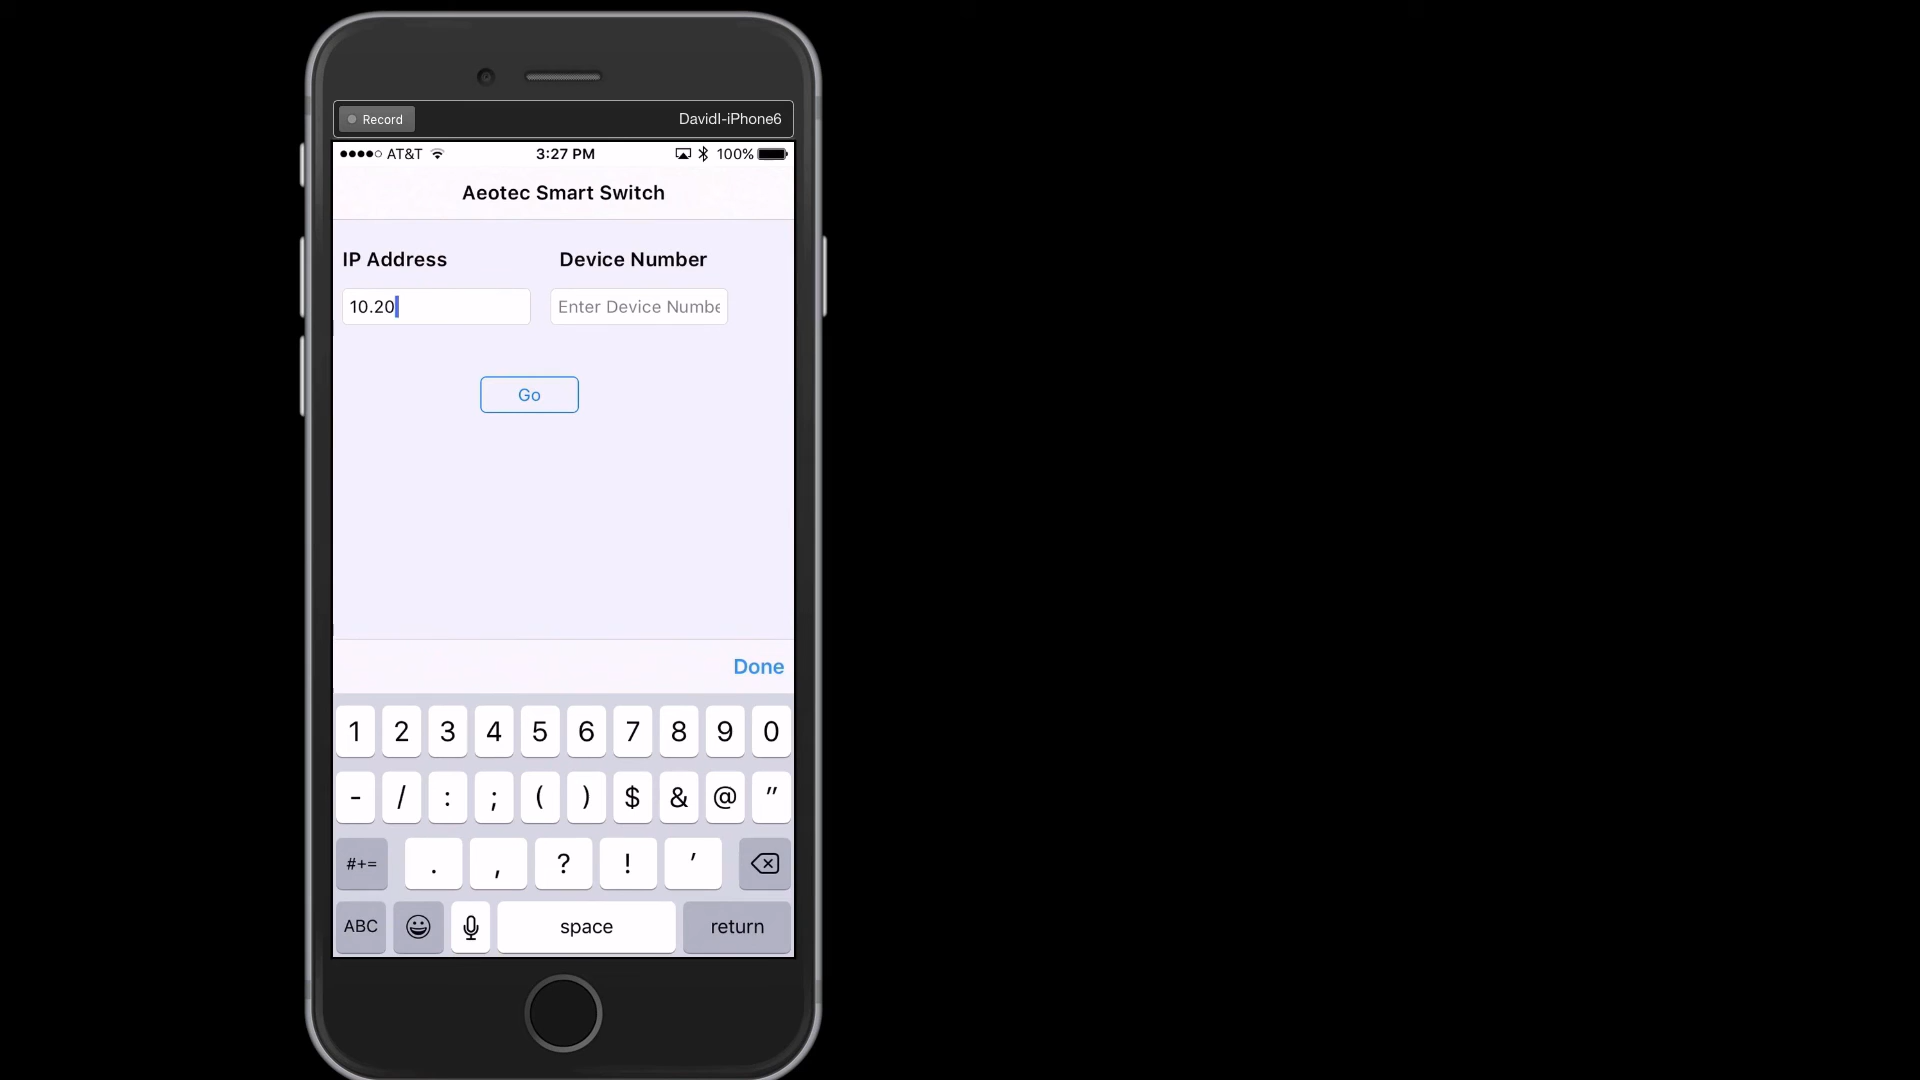 Record
DavidI-iPhone6
AT&T 3:27 PM 100%
Aeotec Smart Switch
IP Address Device Number
10.20 Enter Device Numbe
Go
Done
1 2 3 4 5 6 7 8 9 0
- / : ; ( ) $ & @ "
#+= . , ? ! '
ABC space return